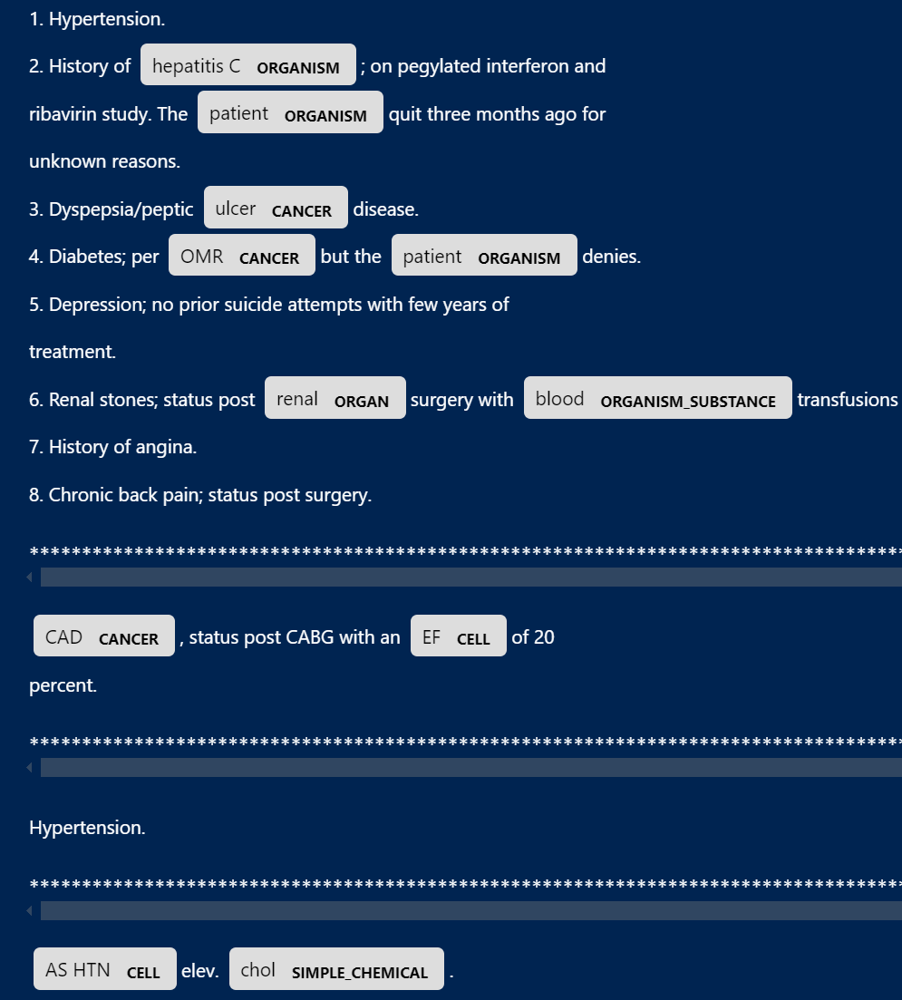 1. Hypertension.
2. History of hepatitis C ORGANISM ; on pegylated interferon and
ribavirin study. The patient ORGANISM quit three months ago for
unknown reasons.
3. Dyspepsia/peptic ulcer CANCER disease.
4. Diabetes; per OMR CANCER but the patient ORGANISM denies.
5. Depression; no prior suicide attempts with few years of
treatment.
6. Renal stones; status post renal ORGAN surgery with blood ORGANISM_SUBSTANCE transfusions
7. History of angina.
8. Chronic back pain; status post surgery.
************************************************************************************
CAD CANCER , status post CABG with an EF CELL of 20
percent.
************************************************************************************
Hypertension.
************************************************************************************
AS HTN CELL elev. chol SIMPLE_CHEMICAL .